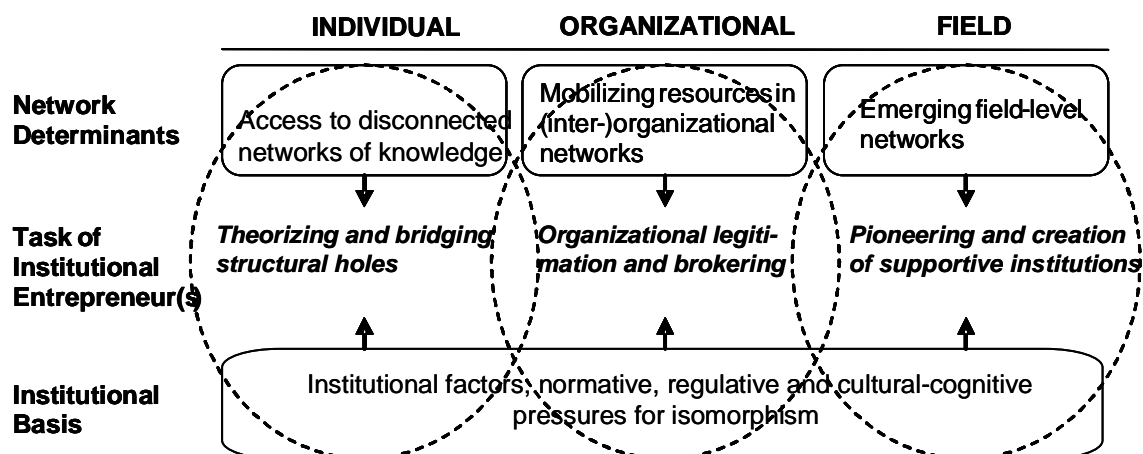 INDIVIDUAL ORGANIZATIONAL FIELD
Network
Determinants
Access to disconnected
networks of knowledge
Mobilizing resources in
(inter-)organizational
networks
Emerging field-level
networks
Task of
Institutional
Entrepreneur(s)
Theorizing and bridging
structural holes
Organizational legiti-
mation and brokering
Pioneering and creation
of supportive institutions
Institutional
Basis
Institutional factors; normative, regulative and cultural-cognitive
pressures for isomorphism